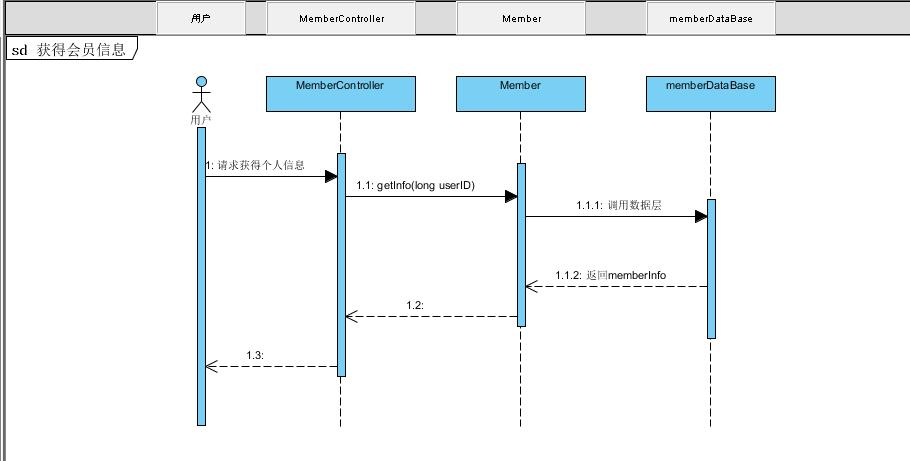 用户 MemberController Member memberDataBase
sd 获得会员信息
MemberController Member memberDataBase
用户
1: 请求获得个人信息
1.1: getInfo(long userID)
1.1.1: 调用数据层
1.1.2: 返回memberInfo
1.2:
1.3: